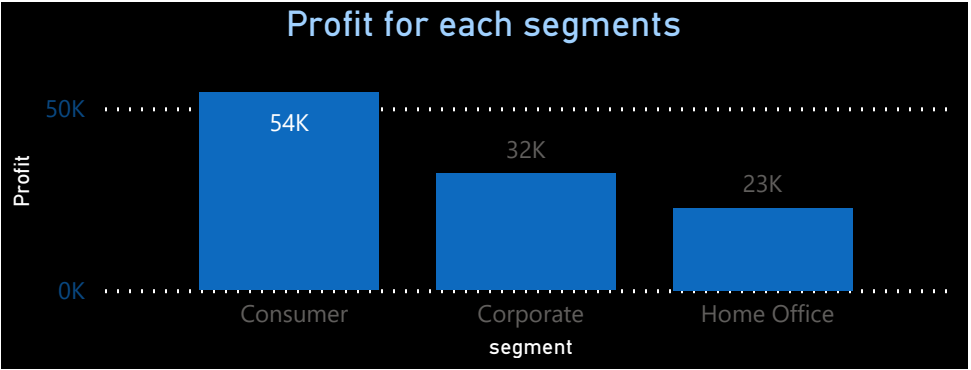 Profit for each segments
50K
54K
32K
23K
Profit
0K
Consumer
Corporate
Home Office
segment